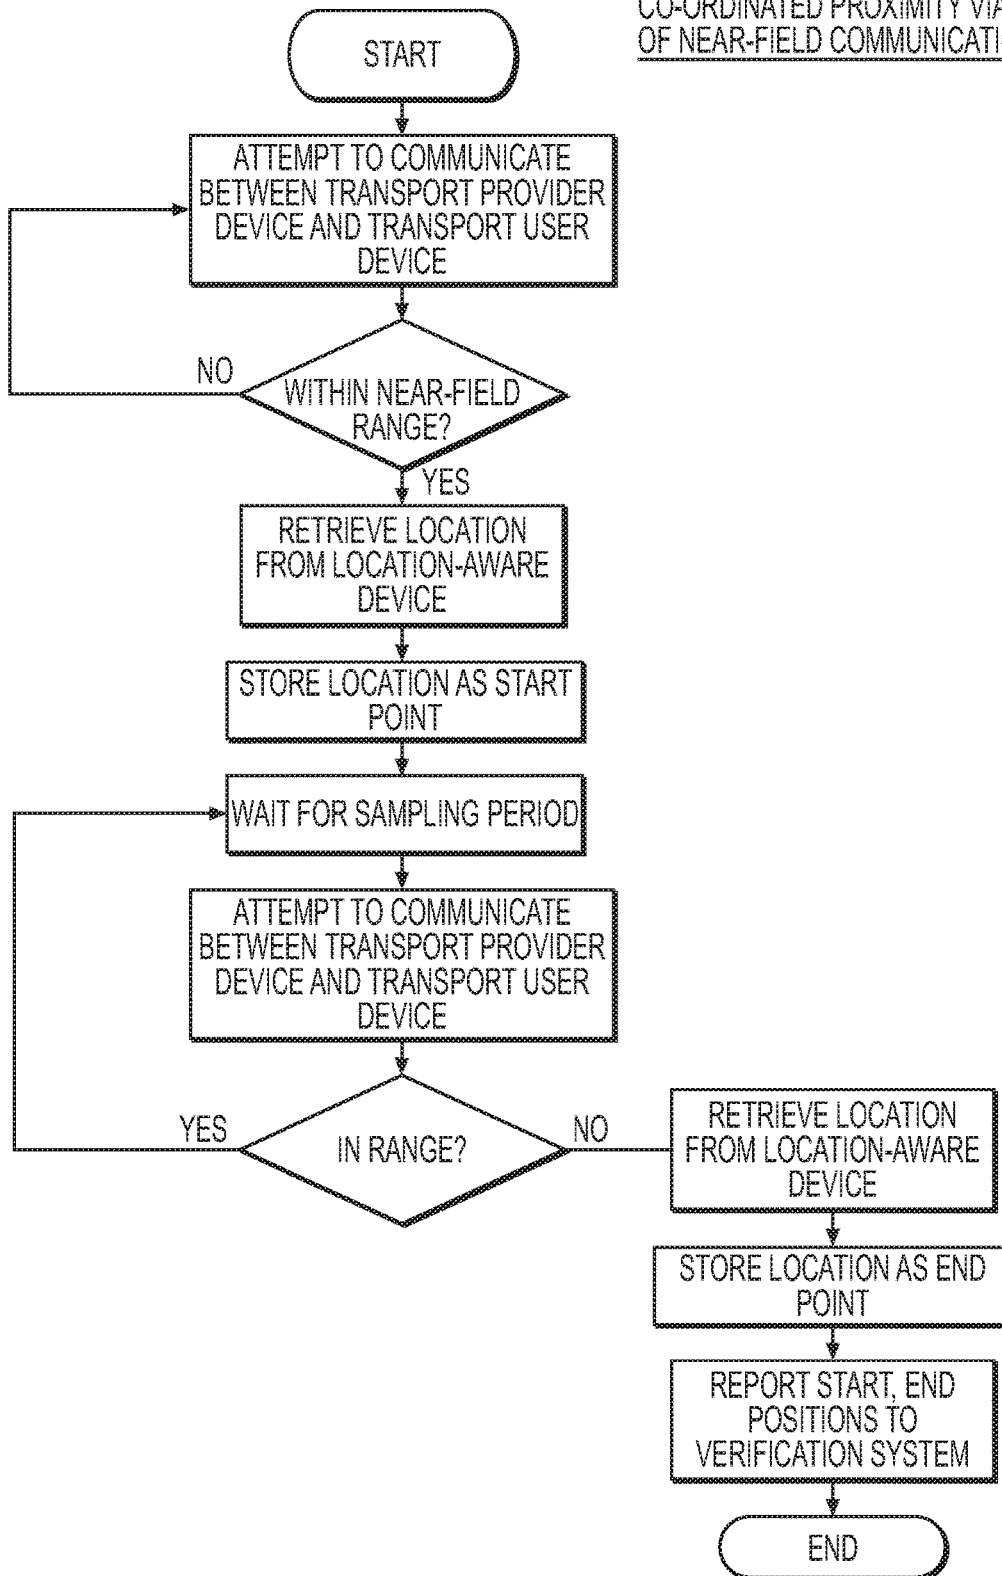 CO-ORDINATED PROXIMITY VIA
OF NEAR-FIELD
START
ATTEMPT TO COMMUNICATE
BETWEEN TRANSPORT PROVIDER
DEVICE AND TRANSPORT USER
DEVICE
NO
WITHIN NEAR-FIELD
RANGE?
YES
RETRIEVE LOCATION
FROM LOCATION-AWARE
DEVICE
STORE LOCATION AS START
POINT
WAIT FOR SAMPLING PERIOD
ATTEMPT TO COMMUNICATE
BETWEEN TRANSPORT PROVIDER
DEVICE AND TRANSPORT USER
DEVICE
YES
IN RANGE?
NO
RETRIEVE LOCATION
FROM LOCATION-AWARE
DEVICE
STORE LOCATION AS END
POINT
REPORT START, END
POSITIONS TO
VERIFICATION SYSTEM
END